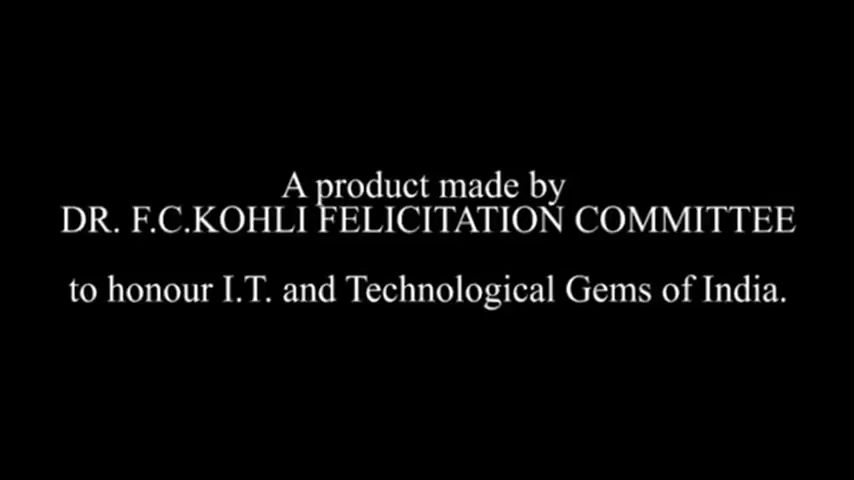 A product made by
DR. F.C.KOHLI FELICITATION COMMITTEE
to honour I.T. and Technological Gems of India.